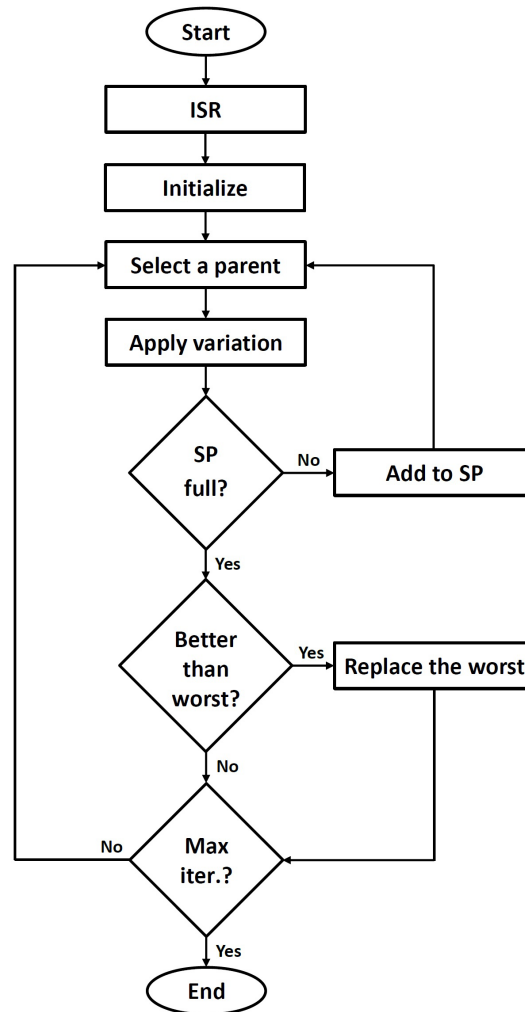 Start
ISR
Initialize
Select a parent
Apply variation
SP
full?
No
Add to SP
Yes
Better
than
worst?
Yes
Replace the worst
No
No
Max
iter.?
Yes
End